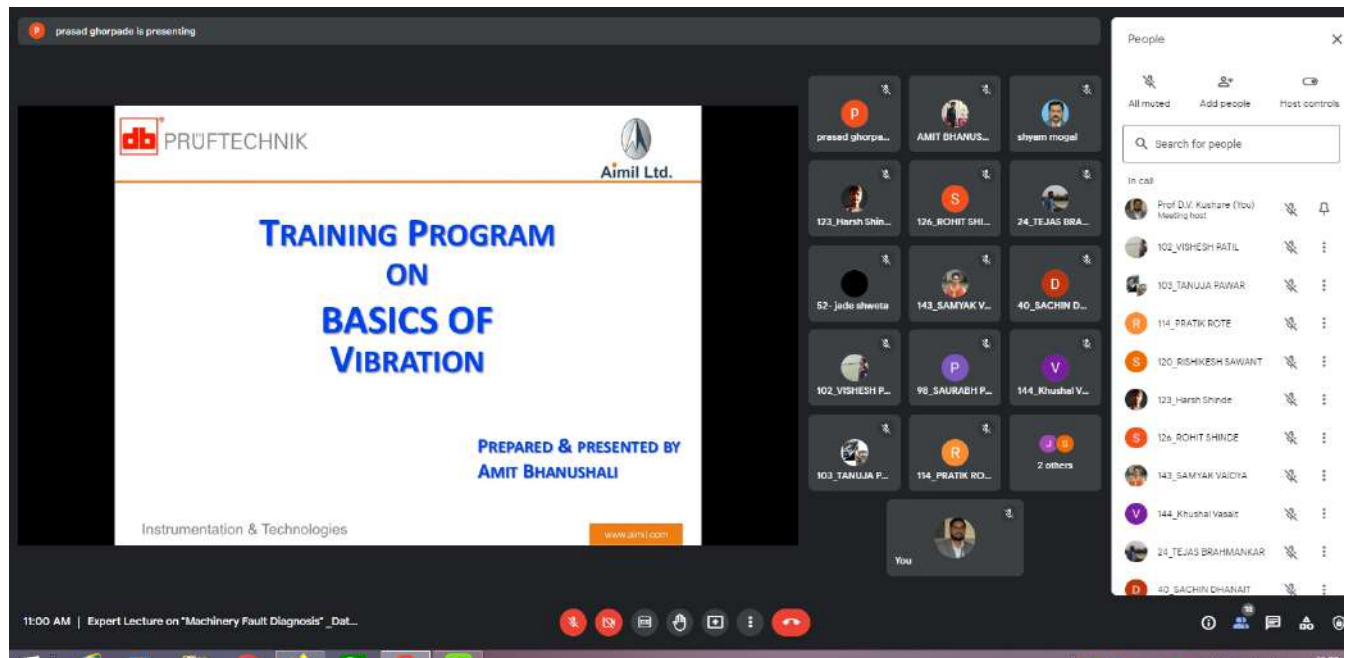 P prasad ghorpade is presenting
db PRÜFTECHNIK
Aimil Ltd.
TRAINING PROGRAM
ON
BASICS OF
VIBRATION
PREPARED & PRESENTED BY
AMIT BHANUSHALI
Instrumentation & Technologies
www.aimil.com
P
prasad ghorpa...
AMIT BHANUS...
shyam mogal
123_Harsh Shin...
S
126_ROHIT SHI...
24_TEJAS BRA...
52- jade shweta
143_SAMYAK V...
D
40_SACHIN D...
102_VISHESH P...
P
98_SAURABH P...
V
144_Khushal V...
103_TANUJA P...
R
114_PRATIK RO...
J S
2 others
You
People
All muted
Add people
Host controls
Search for people
In call
Prof D.V. Kushare (You)
Meeting host
102_VISHESH PATIL
103_TANUJA PAWAR
R 114_PRATIK ROTE
S 120_RISHIKESH SAWANT
123_Harsh Shinde
S 126_ROHIT SHINDE
143_SAMYAK VAIDYA
V 144_Khushal Vasait
24_TEJAS BRAHMANKAR
D 40_SACHIN DHANAIT
11:00 AM | Expert Lecture on "Machinery Fault Diagnosis" _Dat...
18